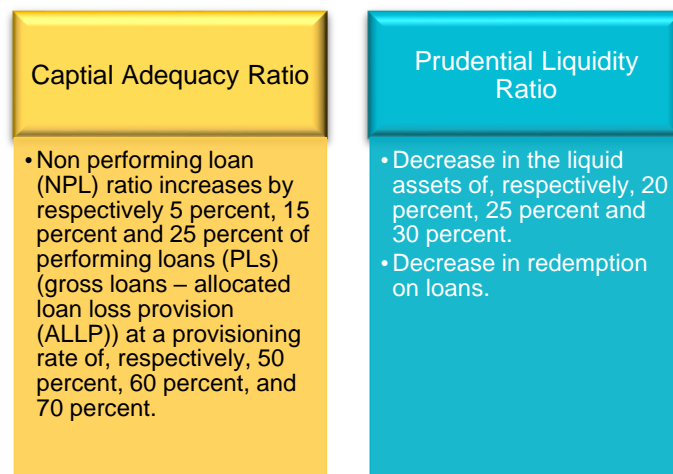 Captial Adequacy Ratio
• Non performing loan
(NPL) ratio increases by
respectively 5 percent, 15
percent and 25 percent of
performing loans (PLs)
(gross loans – allocated
loan loss provision
(ALLP)) at a provisioning
rate of, respectively, 50
percent, 60 percent, and
70 percent.
Prudential Liquidity
Ratio
• Decrease in the liquid
assets of, respectively, 20
percent, 25 percent and
30 percent.
• Decrease in redemption
on loans.